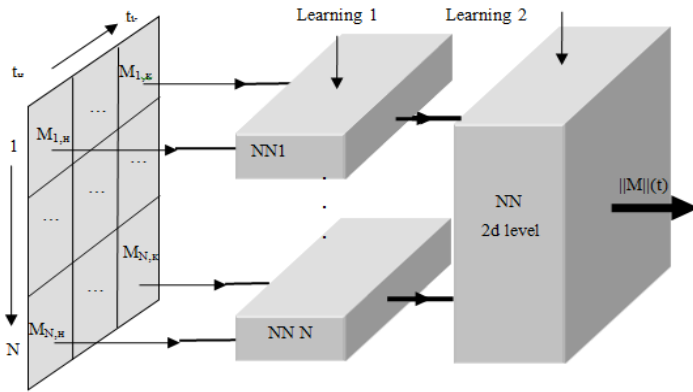 Learning 1
Learning 2
tк
tн
M1,к
...
M1,н
1
...
...
...
MN,к
...
MN,н
N
NN1
NN N
NN
2d level
||M||(t)